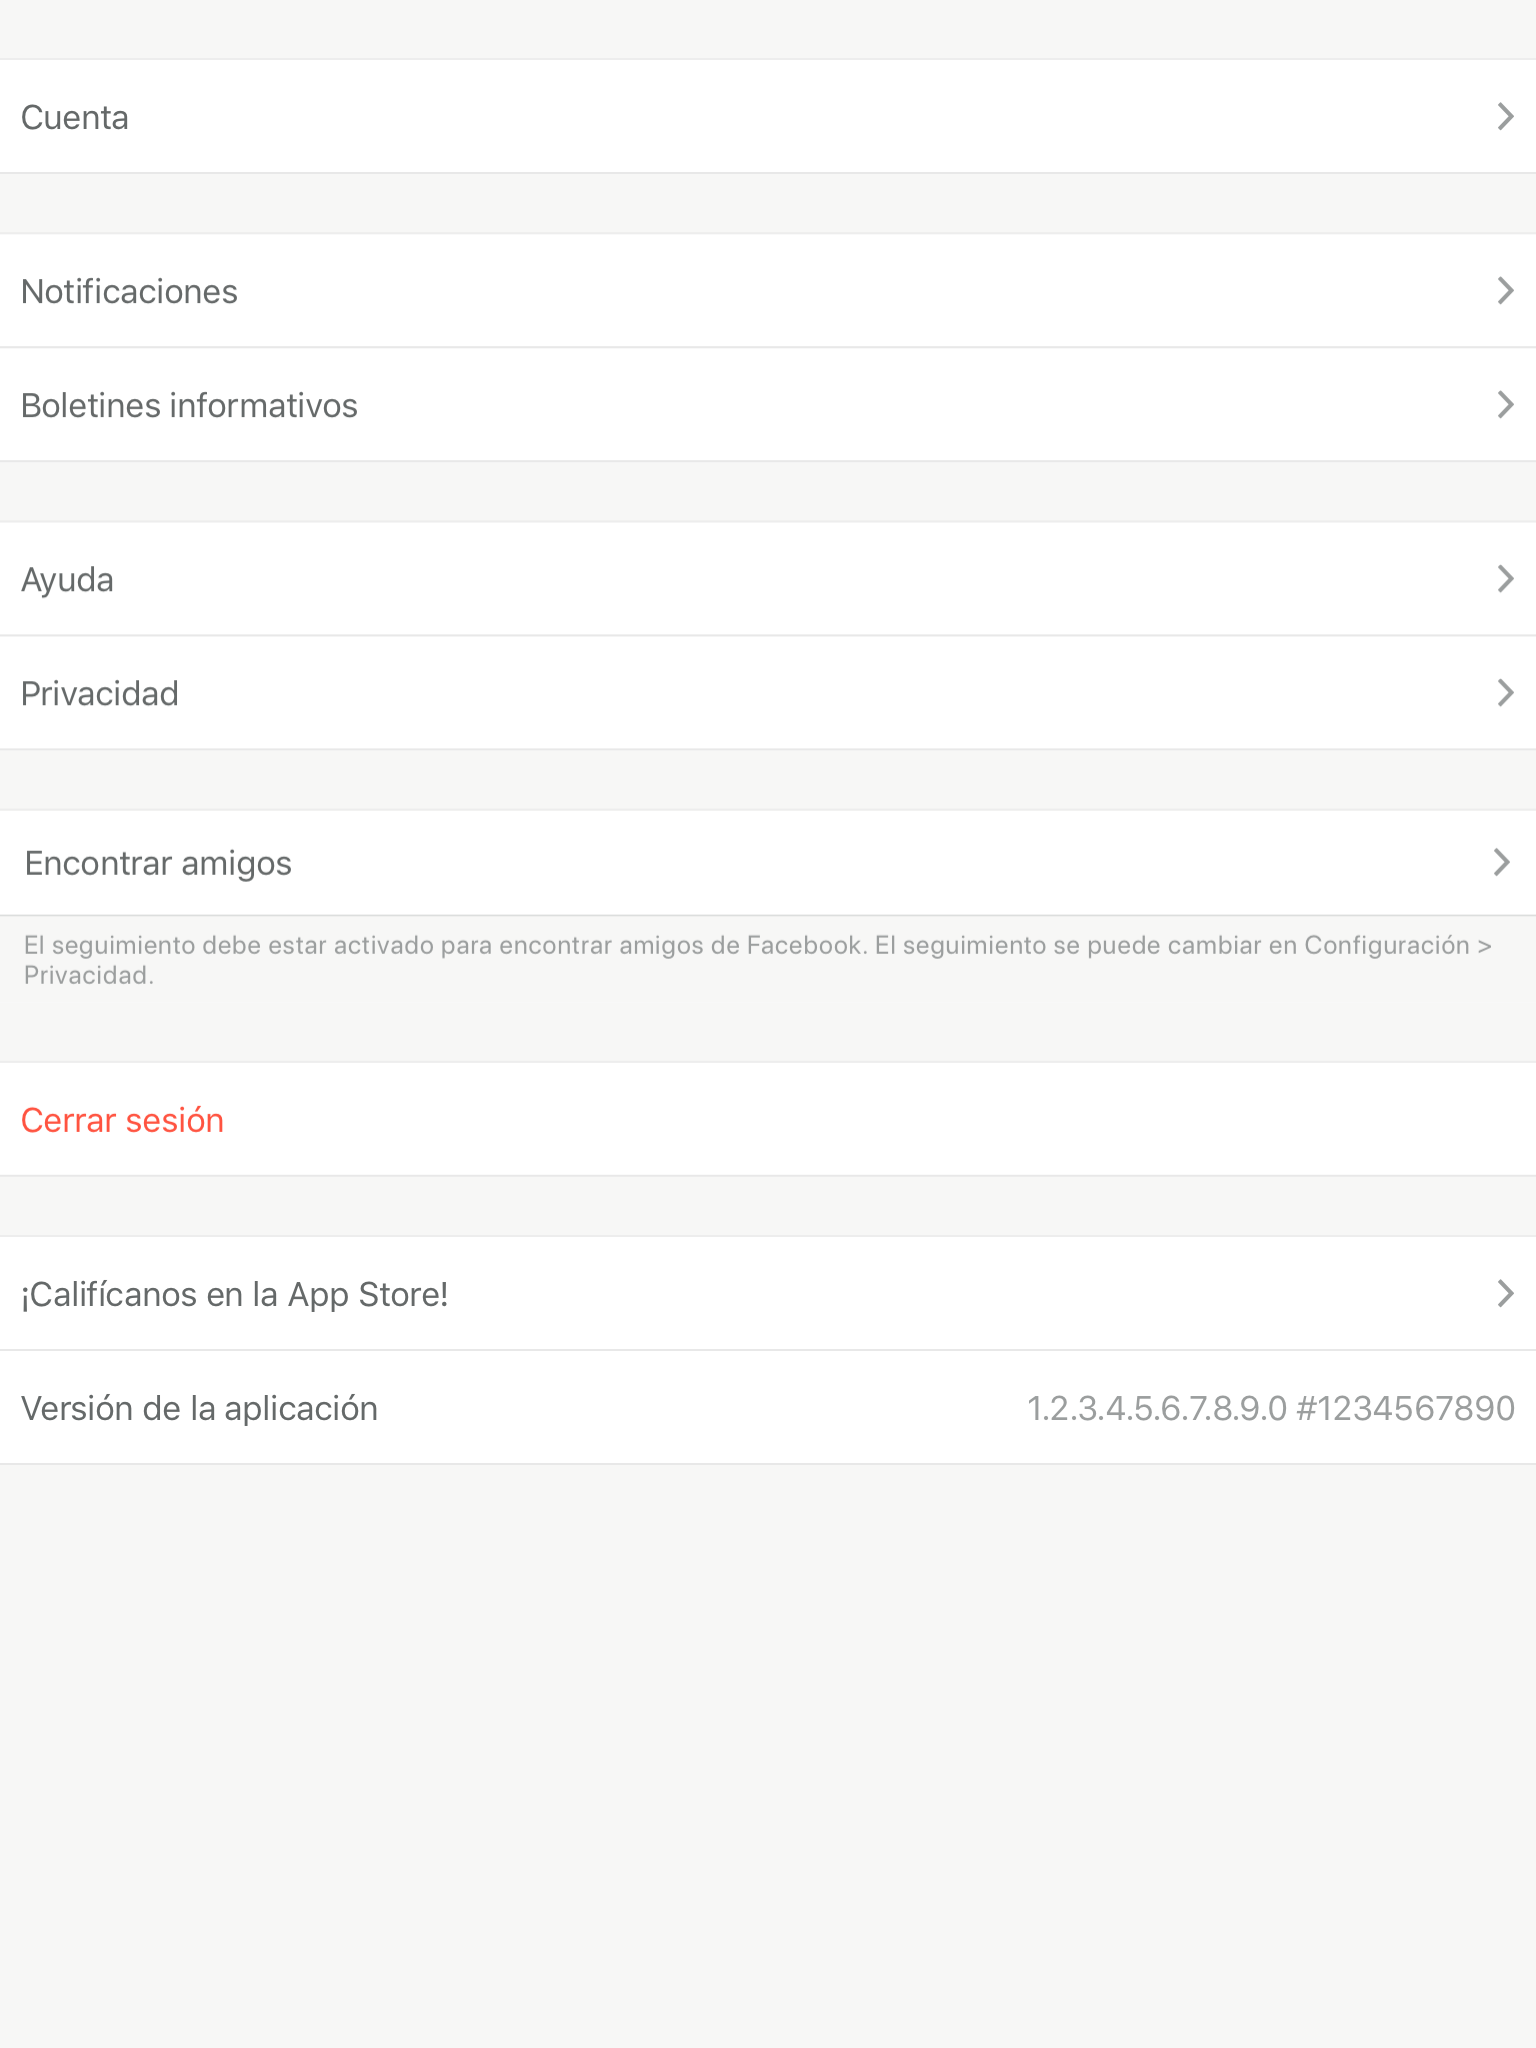 Cuenta
Notificaciones
Boletines informativos
Ayuda
Privacidad
Encontrar amigos
El seguimiento debe estar activado para encontrar amigos de Facebook. El seguimiento se puede cambiar en Configuración >
Privacidad.
Cerrar sesión
¡Califícanos en la App Store!
Versión de la aplicación 1.2.3.4.5.6.7.8.9.0 #1234567890